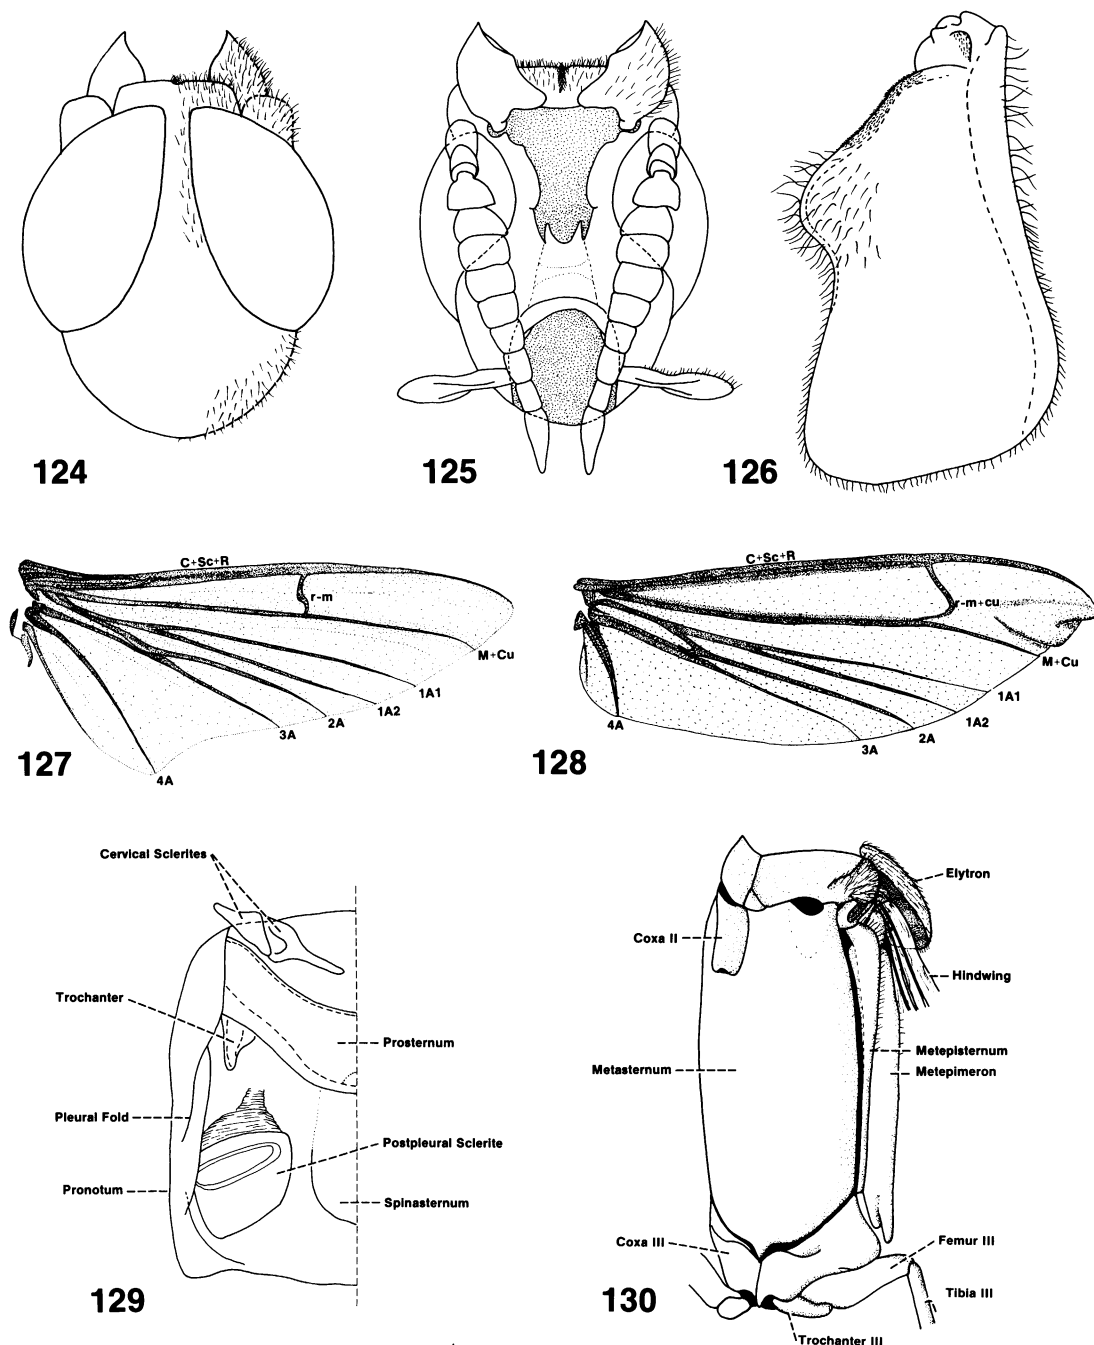 124
125
126
C+Sc+R
r-m
M+Cu
1A1
1A2
2A
3A
4A
127
C+Sc+R
r-m+cu
M+Cu
1A1
1A2
2A
3A
4A
128
Cervical Sclerites
Trochanter
Prosternum
Pleural Fold
Postpleural Sclerite
Pronotum
Spinasternum
129
Elytron
Coxa II
Hindwing
Metepisternum
Metasternum
Metepimeron
Coxa III
Femur III
Tibia III
130
Trochanter III